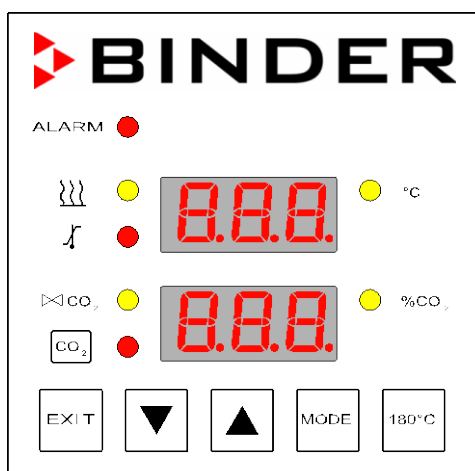 BINDER
ALARM
°C
CO₂ %CO₂
CO₂
EXIT MODE 180°C